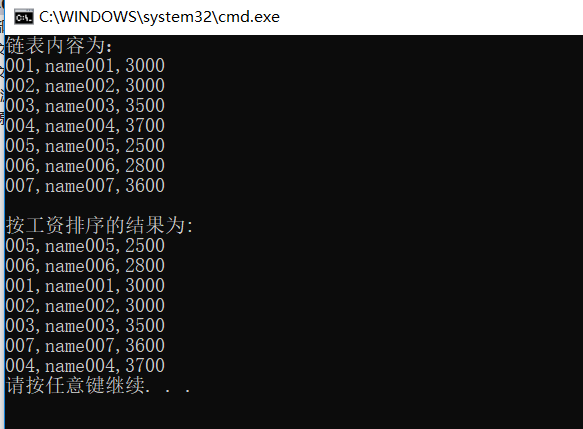 C:\WINDOWS\system32\cmd.exe
链表内容为:
001,name001,3000
002,name002,3000
003,name003,3500
004,name004,3700
005,name005,2500
006,name006,2800
007,name007,3600
按工资排序的结果为:
005,name005,2500
006,name006,2800
001,name001,3000
002,name002,3000
003,name003,3500
007,name007,3600
004,name004,3700
请按任意键继续. . .